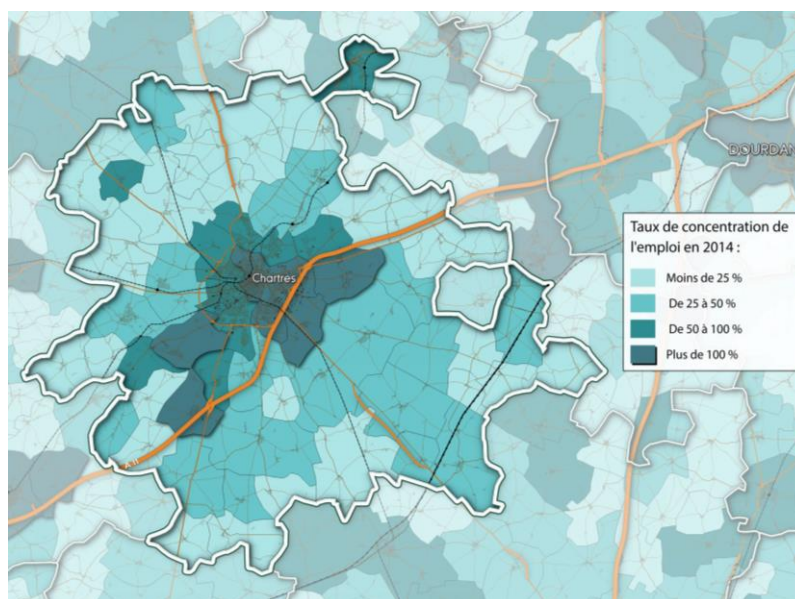 DOURDAN
Taux de concentration de
l'emploi en 2014 :
Moins de 25 %
De 25 à 50 %
De 50 à 100 %
Plus de 100 %
Chartres
A 11